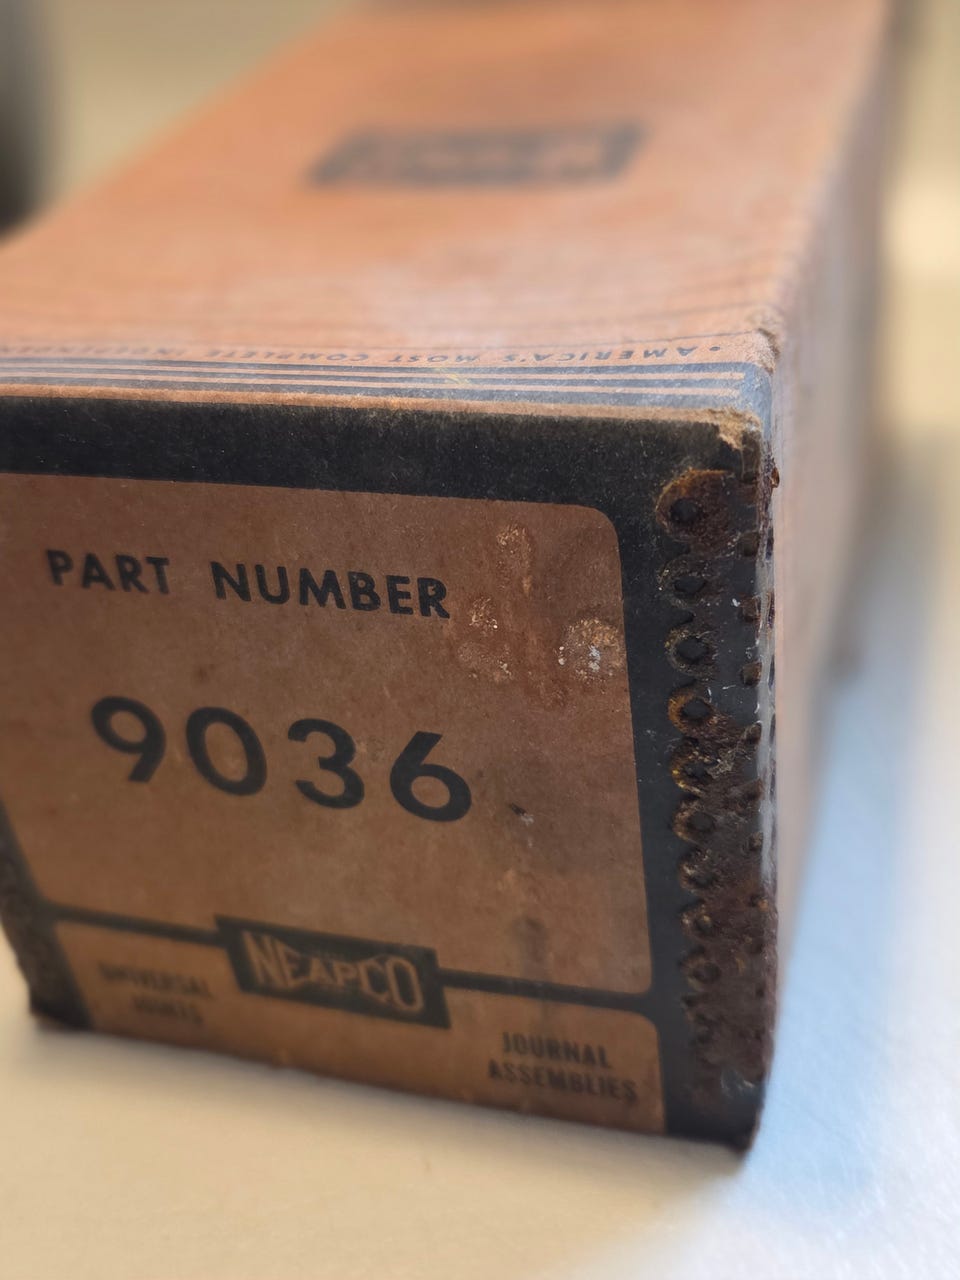 • AMERICA'S MOST COMPLETE
PART NUMBER
9036
NEAPCO
UNIVERSAL
JOINTS
JOURNAL
ASSEMBLIES